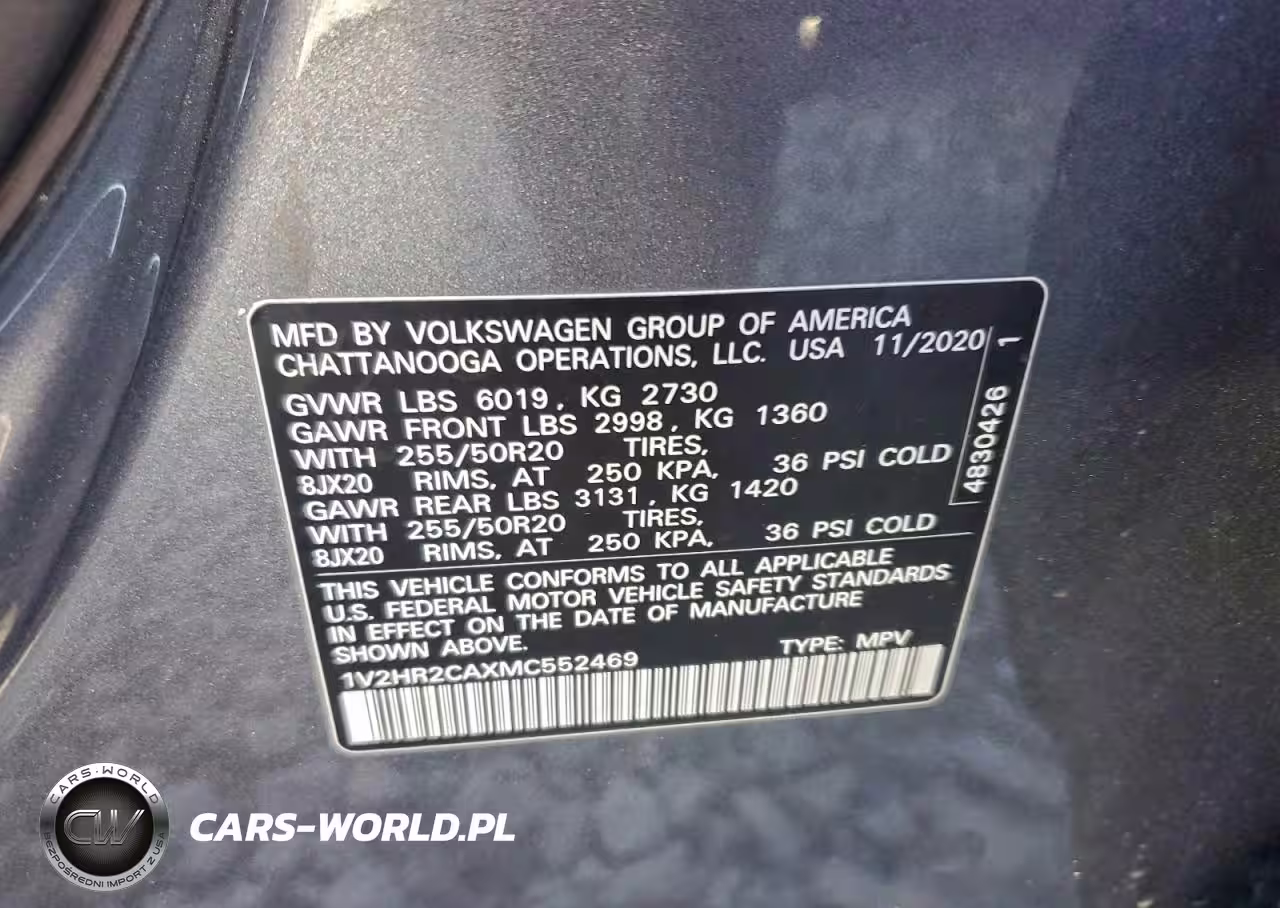 MFD BY VOLKSWAGEN GROUP OF AMERICA
CHATTANOOGA OPERATIONS, LLC. USA 11/2020
GVWR LBS 6019, KG 2730
GAWR FRONT LBS 2998, KG 1360
WITH 255/50R20 TIRES,
8JX20 RIMS, AT 250 KPA, 36 PSI COLD
GAWR REAR LBS 3131, KG 1420
WITH 255/50R20 TIRES,
8JX20 RIMS, AT 250 KPA, 36 PSI COLD
THIS VEHICLE CONFORMS TO ALL APPLICABLE
U.S. FEDERAL MOTOR VEHICLE SAFETY STANDARDS
IN EFFECT ON THE DATE OF MANUFACTURE
SHOWN ABOVE. TYPE: MPV
1V2HR2CAXMC552469
4830426 1
CARS-WORLD
CW
BEZPOŚREDNI IMPORT Z USA
CARS-WORLD.PL